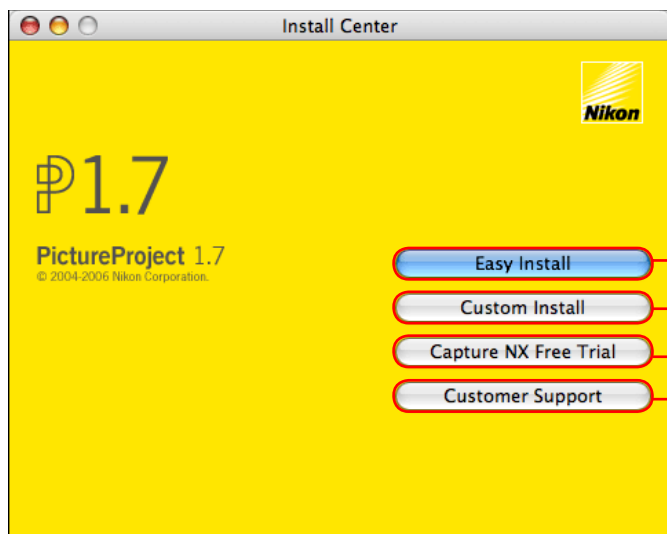 Install Center
Nikon
P1.7
PictureProject 1.7
© 2004-2006 Nikon Corporation.
Easy Install
Custom Install
Capture NX Free Trial
Customer Support